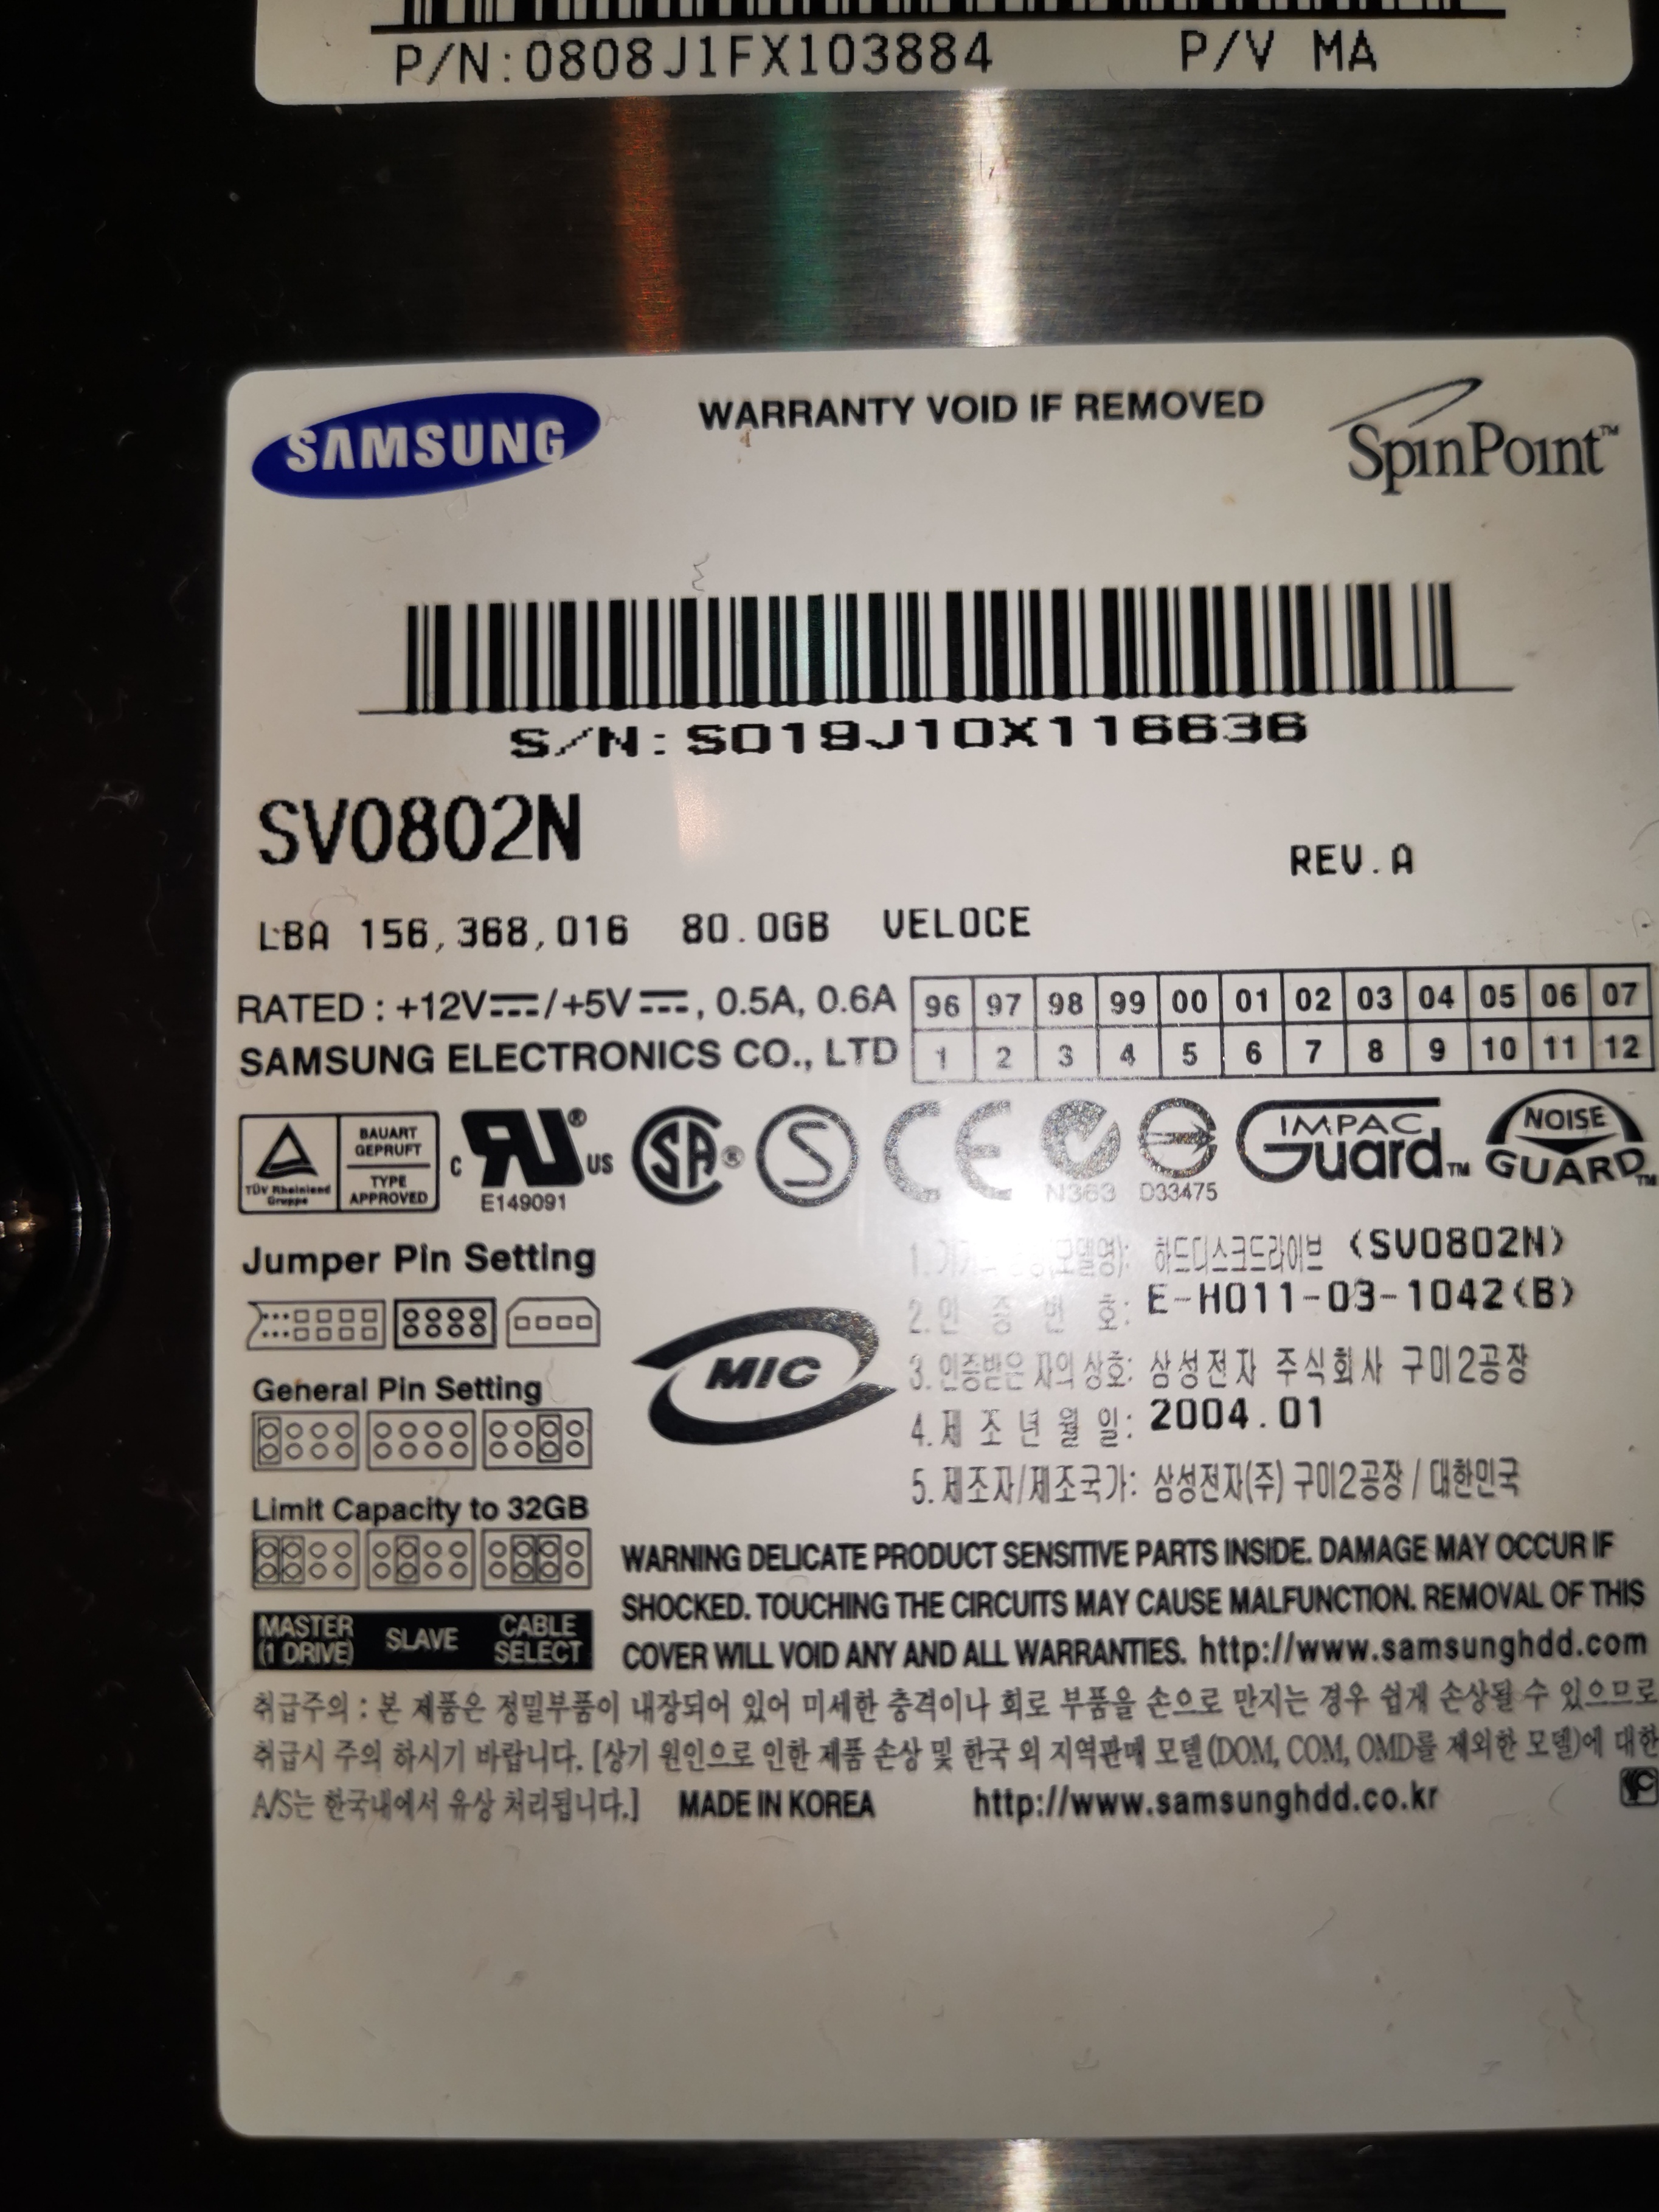 P/N:0808J1FX103884 P/V MA
SAMSUNG
WARRANTY VOID IF REMOVED
SpinPoint™
S/N:S019J10X116636
SV0802N
REV.A
LBA 156,368,016 80.0GB VELOCE
RATED : +12V⎓/+5V⎓, 0.5A, 0.6A
SAMSUNG ELECTRONICS CO., LTD
96 97 98 99 00 01 02 03 04 05 06 07
1 2 3 4 5 6 7 8 9 10 11 12
TÜV Rheinland Gruppe
BAUART GEPRUFT
TYPE APPROVED
C RU® US
E149091
SA®
S
CE
N363
D33475
IMPAC Guard™
NOISE GUARD™
Jumper Pin Setting
General Pin Setting
Limit Capacity to 32GB
MASTER (1 DRIVE) SLAVE CABLE SELECT
MIC
(모델명): 하드디스크드라이브 (SV0802N)
2.인 증 번 호: E-H011-03-1042(B)
3.인증받은 자의 상호: 삼성전자 주식회사 구미2공장
4.제 조 년 월 일: 2004.01
5.제조자/제조국가: 삼성전자(주) 구미2공장 / 대한민국
WARNING DELICATE PRODUCT SENSITIVE PARTS INSIDE. DAMAGE MAY OCCUR IF
SHOCKED. TOUCHING THE CIRCUITS MAY CAUSE MALFUNCTION. REMOVAL OF THIS
COVER WILL VOID ANY AND ALL WARRANTIES. http://www.samsunghdd.com
취급주의 : 본 제품은 정밀부품이 내장되어 있어 미세한 충격이나 회로 부품을 손으로 만지는 경우 쉽게 손상될 수 있으므로
취급시 주의 하시기 바랍니다. [상기 원인으로 인한 제품 손상 및 한국 외 지역판매 모델(DOM, COM, OMD를 제외한 모델)에 대한
A/S는 한국내에서 유상 처리됩니다.] MADE IN KOREA http://www.samsunghdd.co.kr